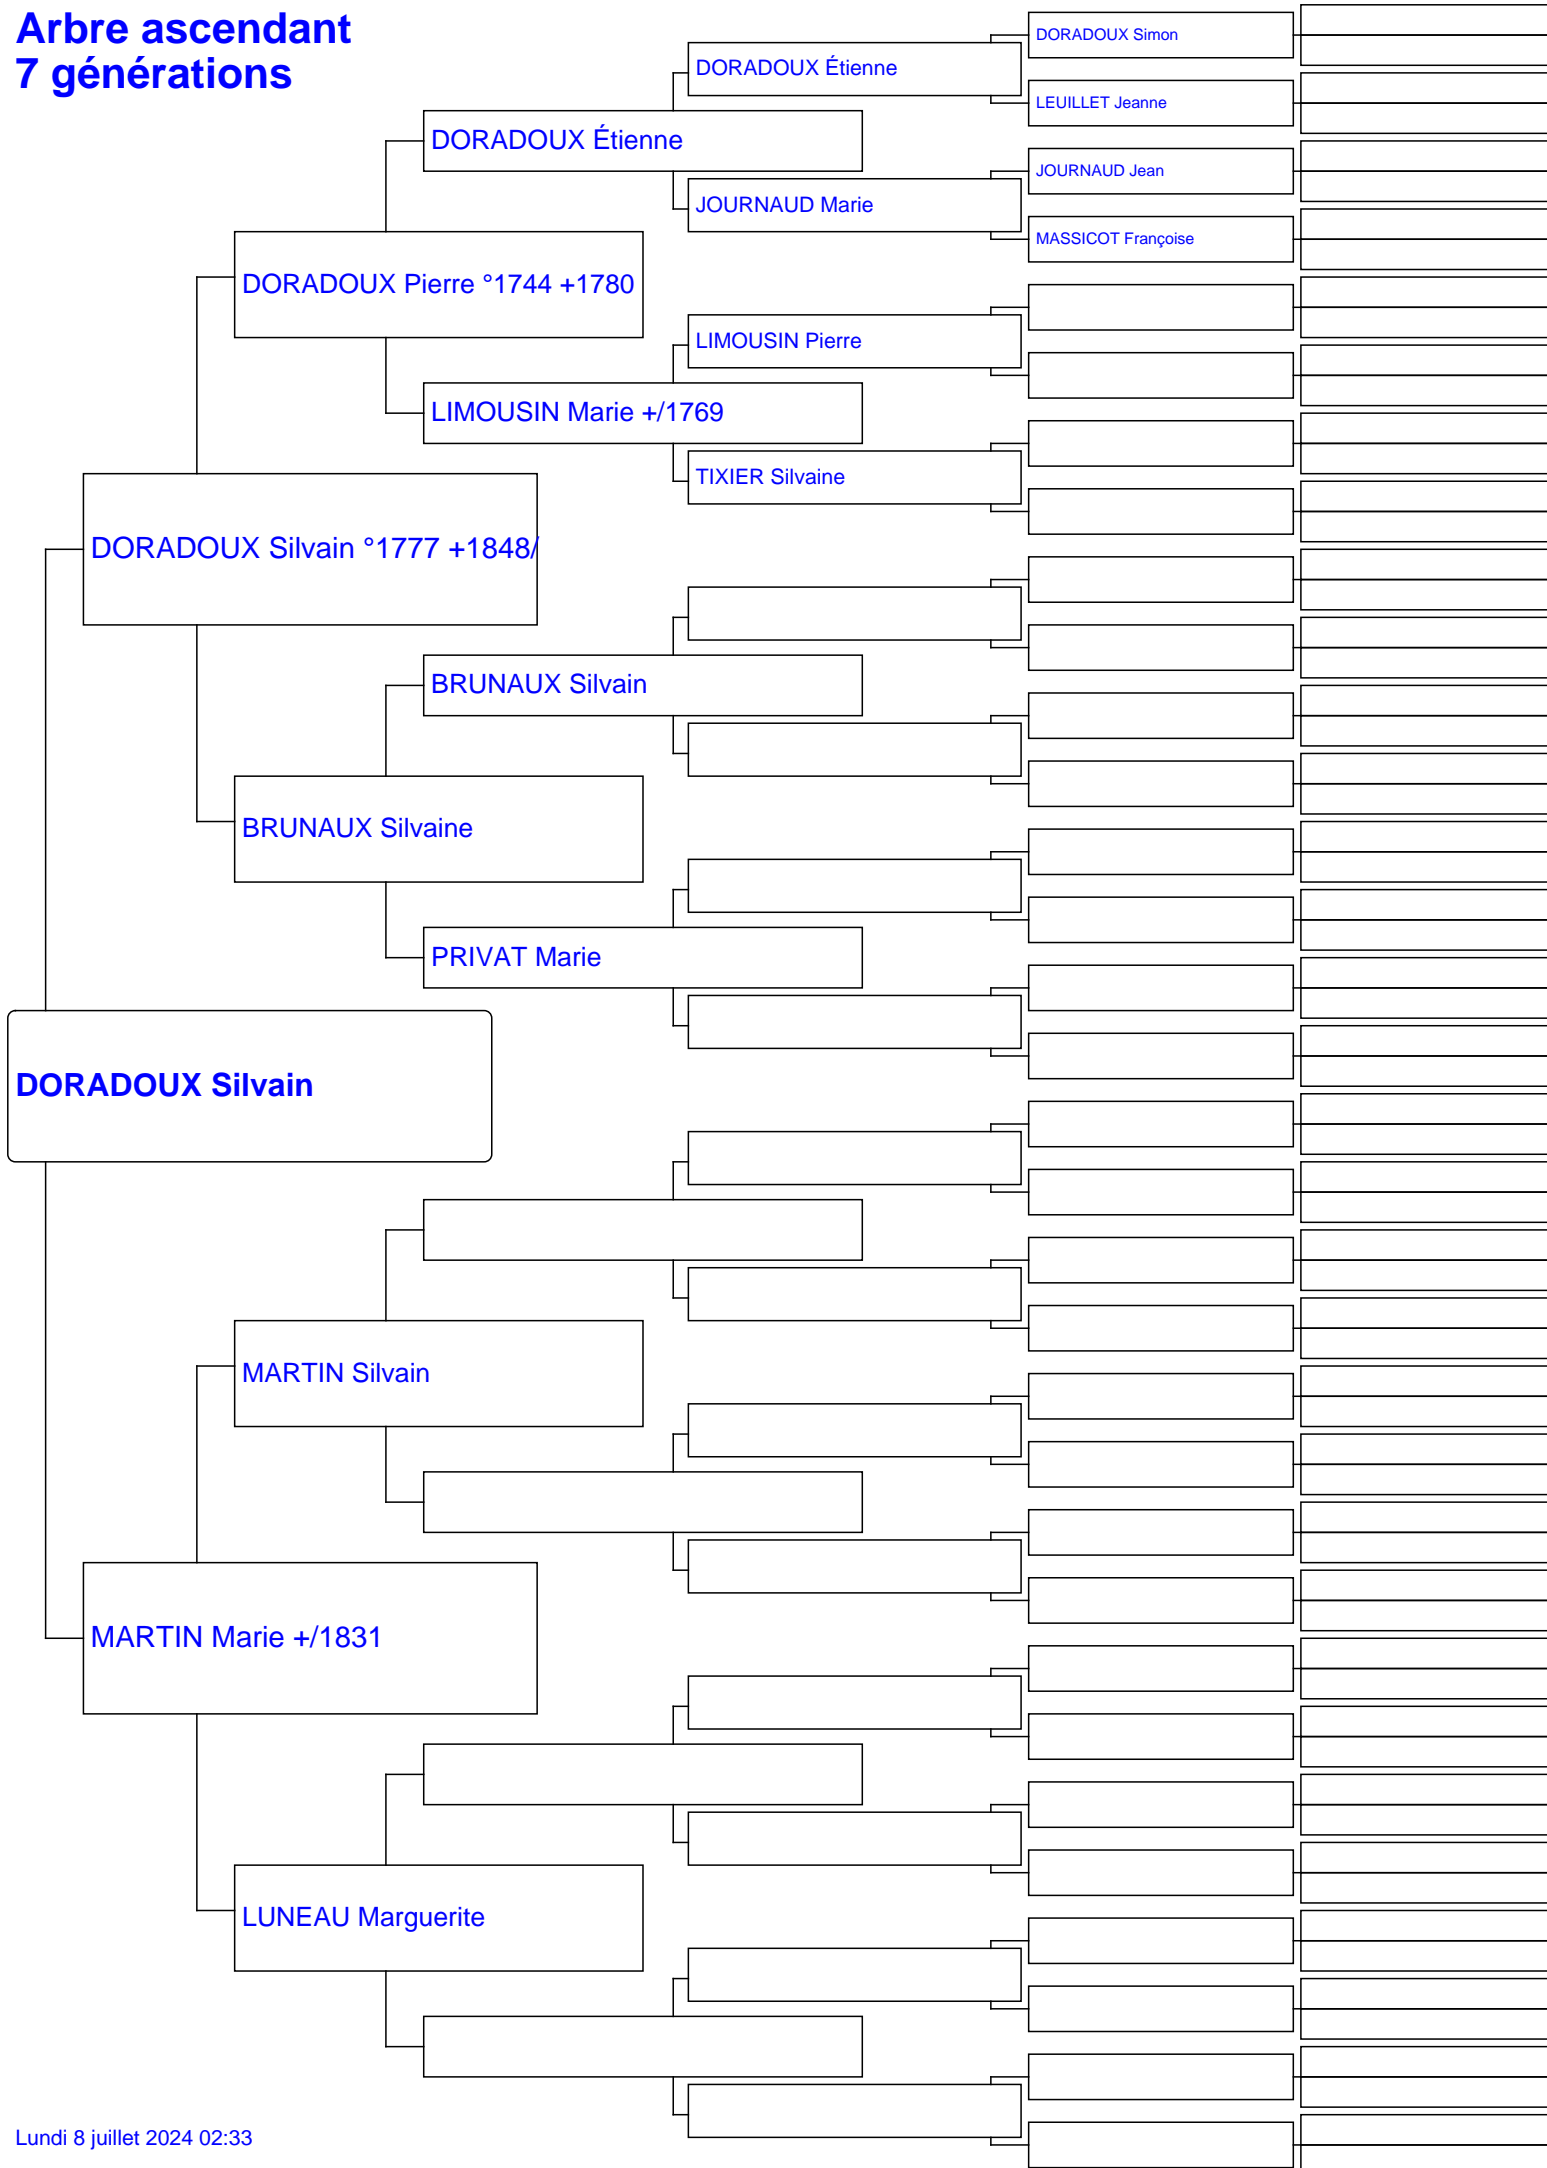 Arbre ascendant
7 générations
DORADOUX Simon
DORADOUX Étienne
LEUILLET Jeanne
DORADOUX Étienne
JOURNAUD Jean
JOURNAUD Marie
MASSICOT Françoise
DORADOUX Pierre °1744 +1780
LIMOUSIN Pierre
LIMOUSIN Marie +/1769
TIXIER Silvaine
DORADOUX Silvain °1777 +1848/
BRUNAUX Silvain
BRUNAUX Silvaine
PRIVAT Marie
DORADOUX Silvain
MARTIN Silvain
MARTIN Marie +/1831
LUNEAU Marguerite
Lundi 8 juillet 2024 02:33